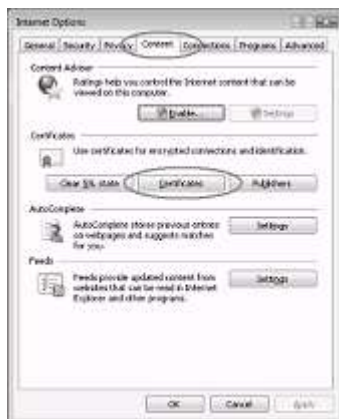 Internet Options
General Security Privacy Content Connections Programs Advanced
Content Advisor
Ratings help you control the Internet content that can be
viewed on this computer.
Enable... Settings
Certificates
Use certificates for encrypted connections and identification.
Clear SSL state Certificates Publishers
AutoComplete
AutoComplete stores previous entries Settings
on webpages and suggests matches
for you.
Feeds
Feeds provide updated content from Settings
websites that can be read in Internet
Explorer and other programs.
OK Cancel Apply